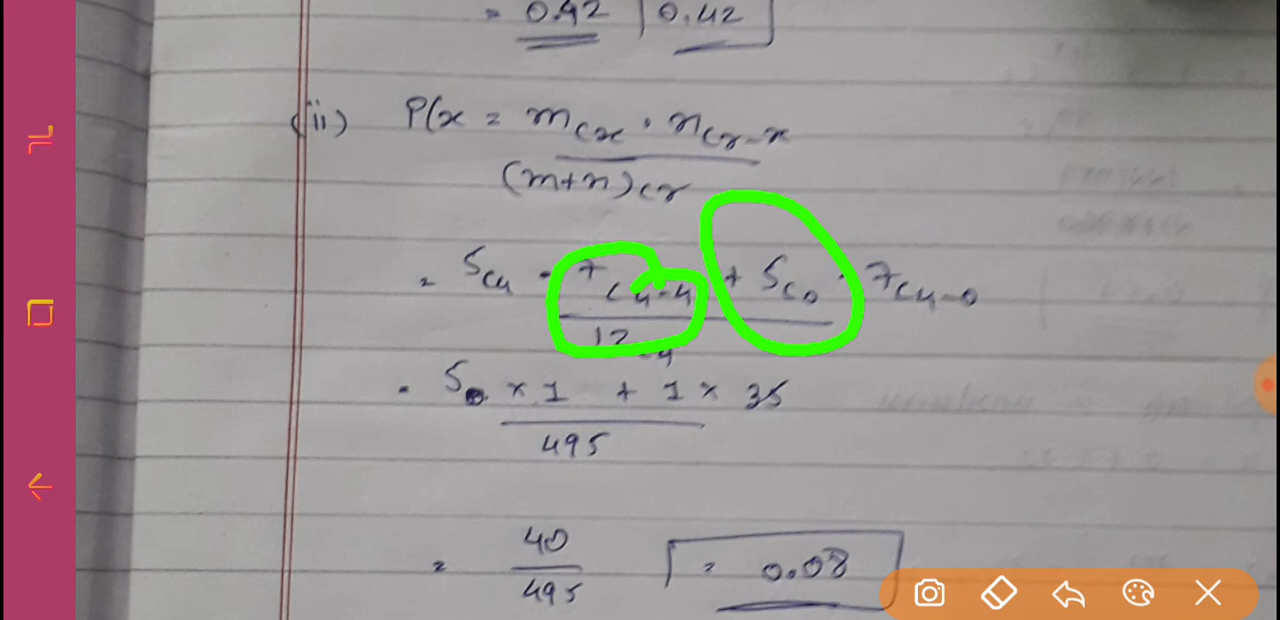 = 0.42 | 0.42
(ii) P(x = mCx . nCr-x
(m+n)Cr
= 5C4 . 7C4-4 + 5C0 . 7C4-0
12C4
= 5 x 1 + 1 x 35
495
= 40 = 0.08
495